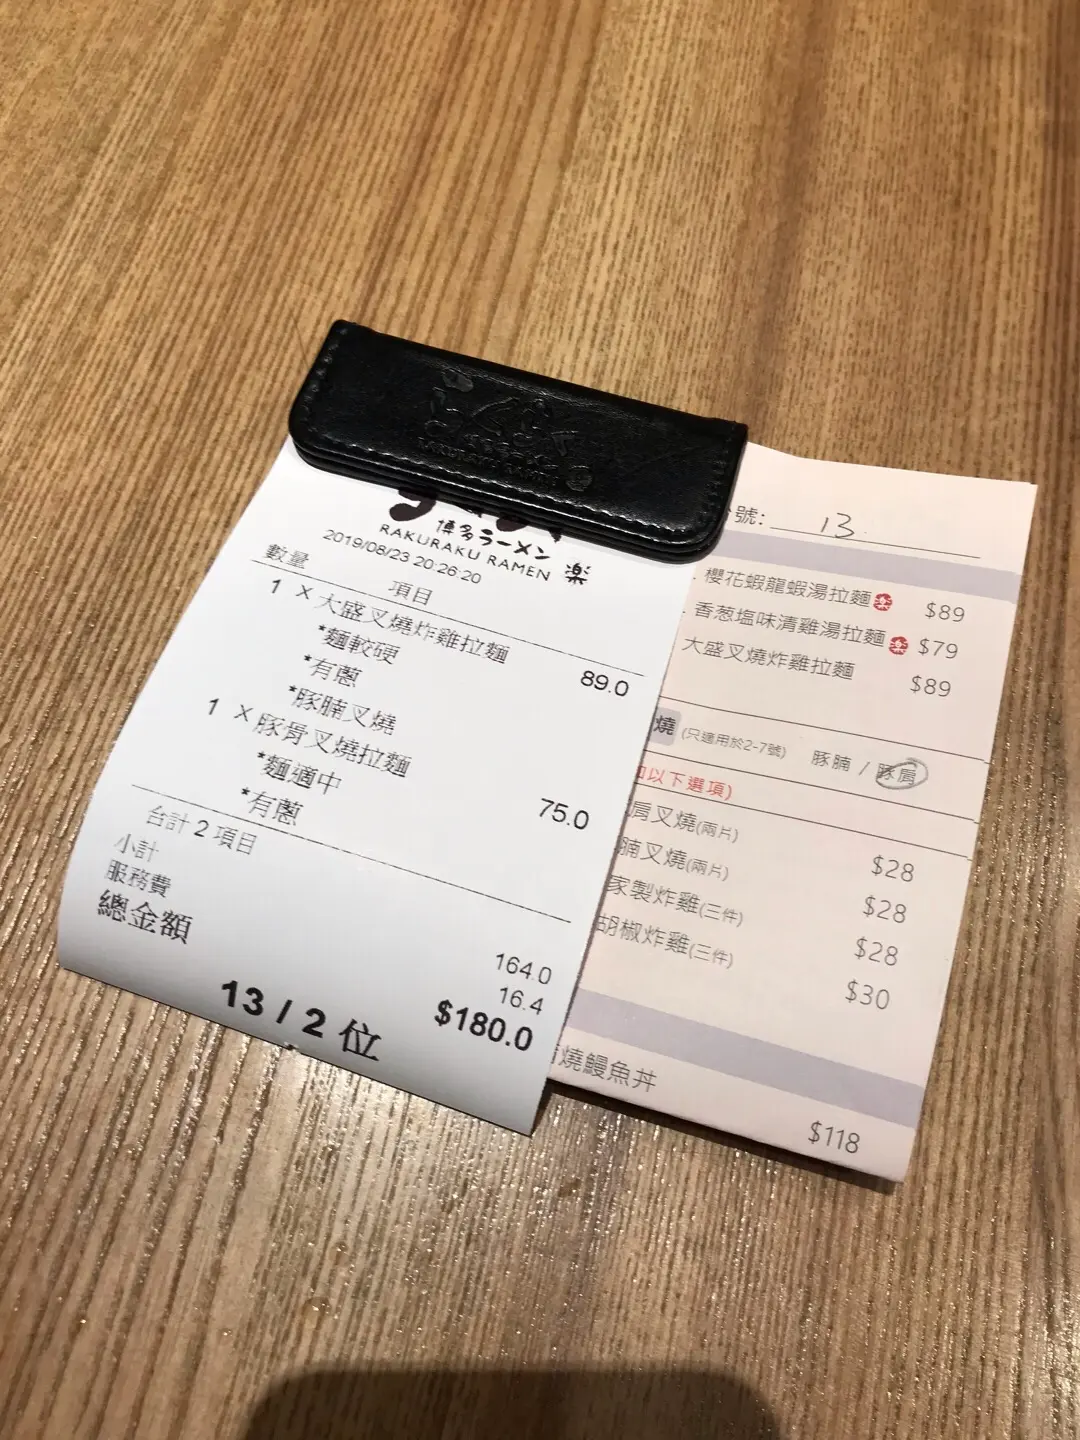 RAKURAKU RAMEN
博多ラーメン
RAKURAKU RAMEN 楽
2019/08/23 20:26:20
數量 項目
1 X 大盛叉燒炸雞拉麵 89.0
*麵較硬
*有蔥
*豚腩叉燒
1 X 豚骨叉燒拉麵 75.0
*麵適中
*有蔥
合計 2 項目
小計 164.0
服務費 16.4
總金額 $180.0
13 / 2 位
號: 13
櫻花蝦龍蝦湯拉麵 楽 $89
香葱塩味清雞湯拉麵 楽 $79
大盛叉燒炸雞拉麵 $89
燒 (只適用於2-7號) 豚腩 / 豚肩
以下選項)
肩叉燒(兩片) $28
腩叉燒(兩片) $28
家製炸雞(三件) $28
胡椒炸雞(三件) $30
燒鰻魚丼 $118